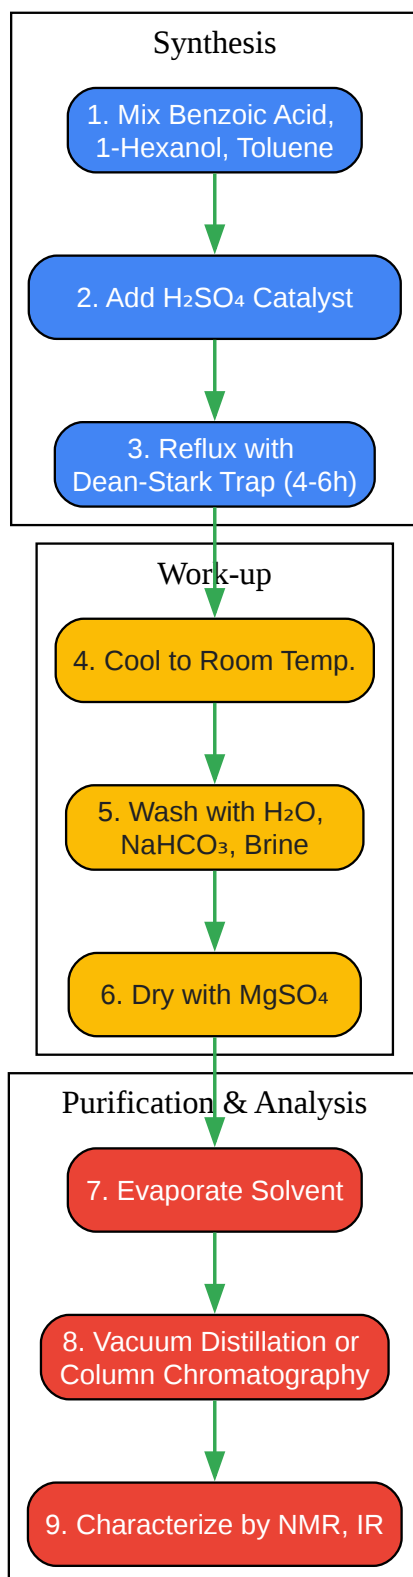 Synthesis
1. Mix Benzoic Acid,
1-Hexanol, Toluene
2. Add H₂SO₄ Catalyst
3. Reflux with
Dean-Stark Trap (4-6h)
Work-up
4. Cool to Room Temp.
5. Wash with H₂O,
NaHCO₃, Brine
6. Dry with MgSO₄
Purification & Analysis
7. Evaporate Solvent
8. Vacuum Distillation or
Column Chromatography
9. Characterize by NMR, IR